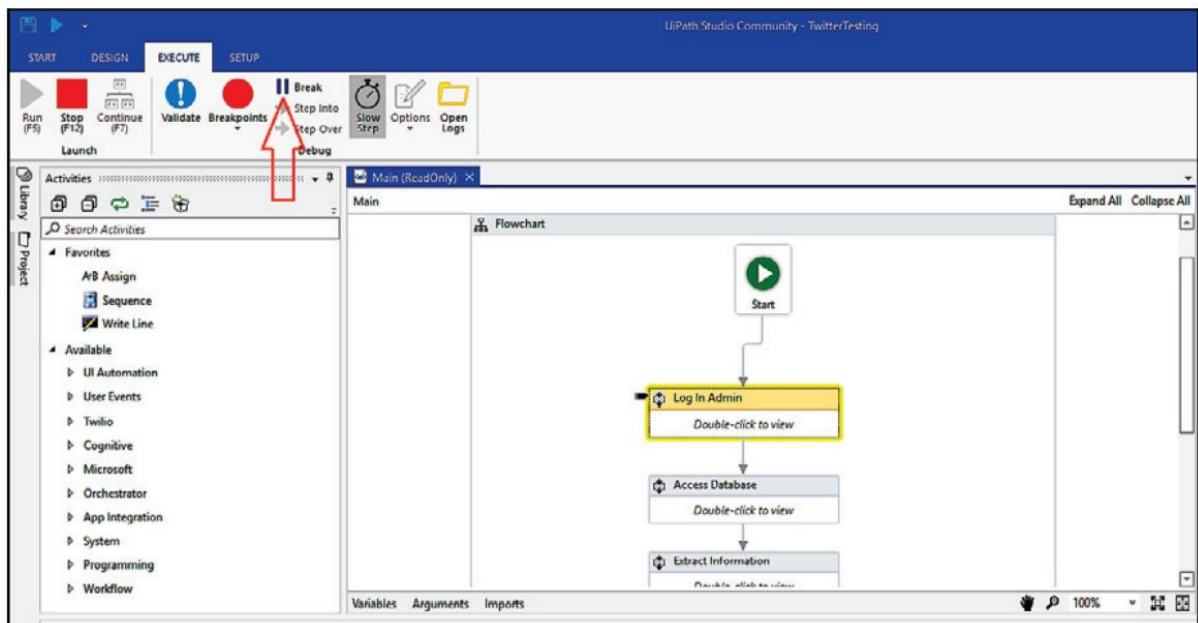 UiPath Studio Community - TwitterTesting
START DESIGN EXECUTE SETUP
Run (F5)
Stop (F12)
Continue (F7)
Launch
Validate
Breakpoints
Break
Step Into
Step Over
Slow Step
Options
Open Logs
Debug
Library
Project
Activities
Search Activities
Favorites
A+B Assign
Sequence
Write Line
Available
UI Automation
User Events
Twilio
Cognitive
Microsoft
Orchestrator
App Integration
System
Programming
Workflow
Main (ReadOnly)
Main Expand All Collapse All
Flowchart
Start
Log In Admin
Double-click to view
Access Database
Double-click to view
Extract Information
Double-click to view
Variables Arguments Imports 100%